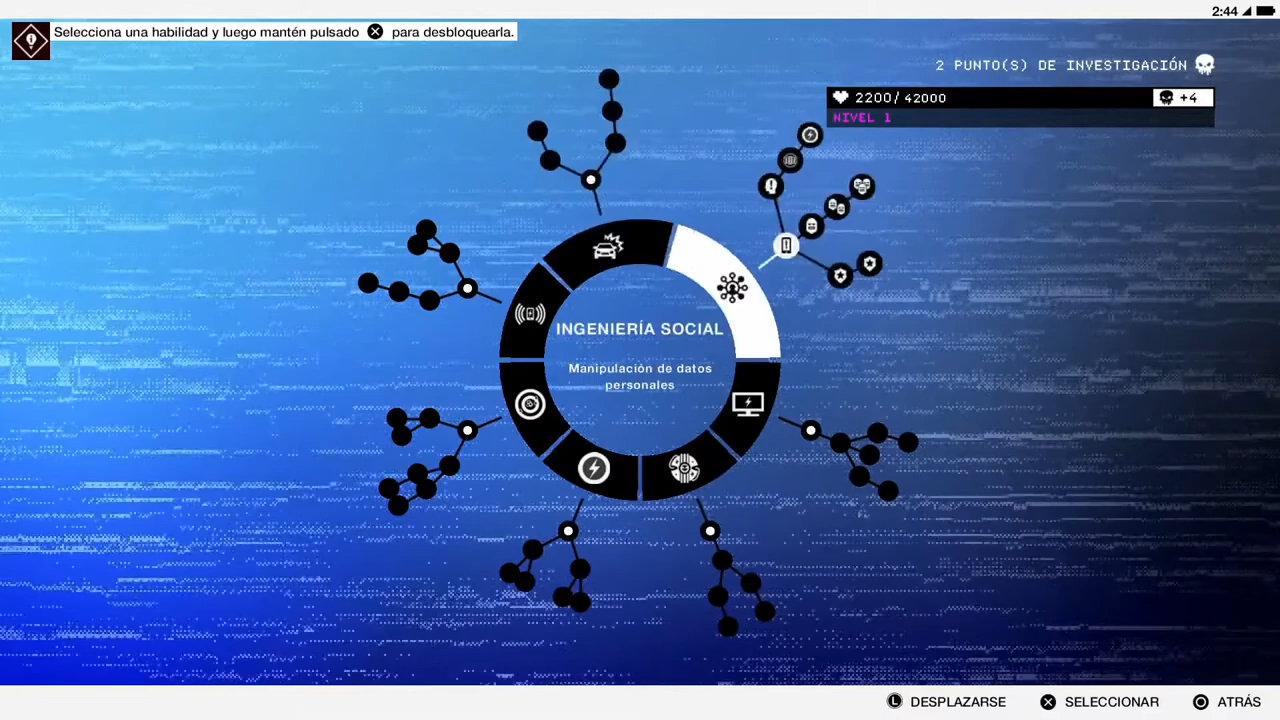 2:44
Selecciona una habilidad y luego mantén pulsado para desbloquearla.
2 PUNTO(S) DE INVESTIGACIÓN
2200/ 42000 +4
NIVEL 1
INGENIERÍA SOCIAL
Manipulación de datos
personales
L DESPLAZARSE SELECCIONAR ATRÁS